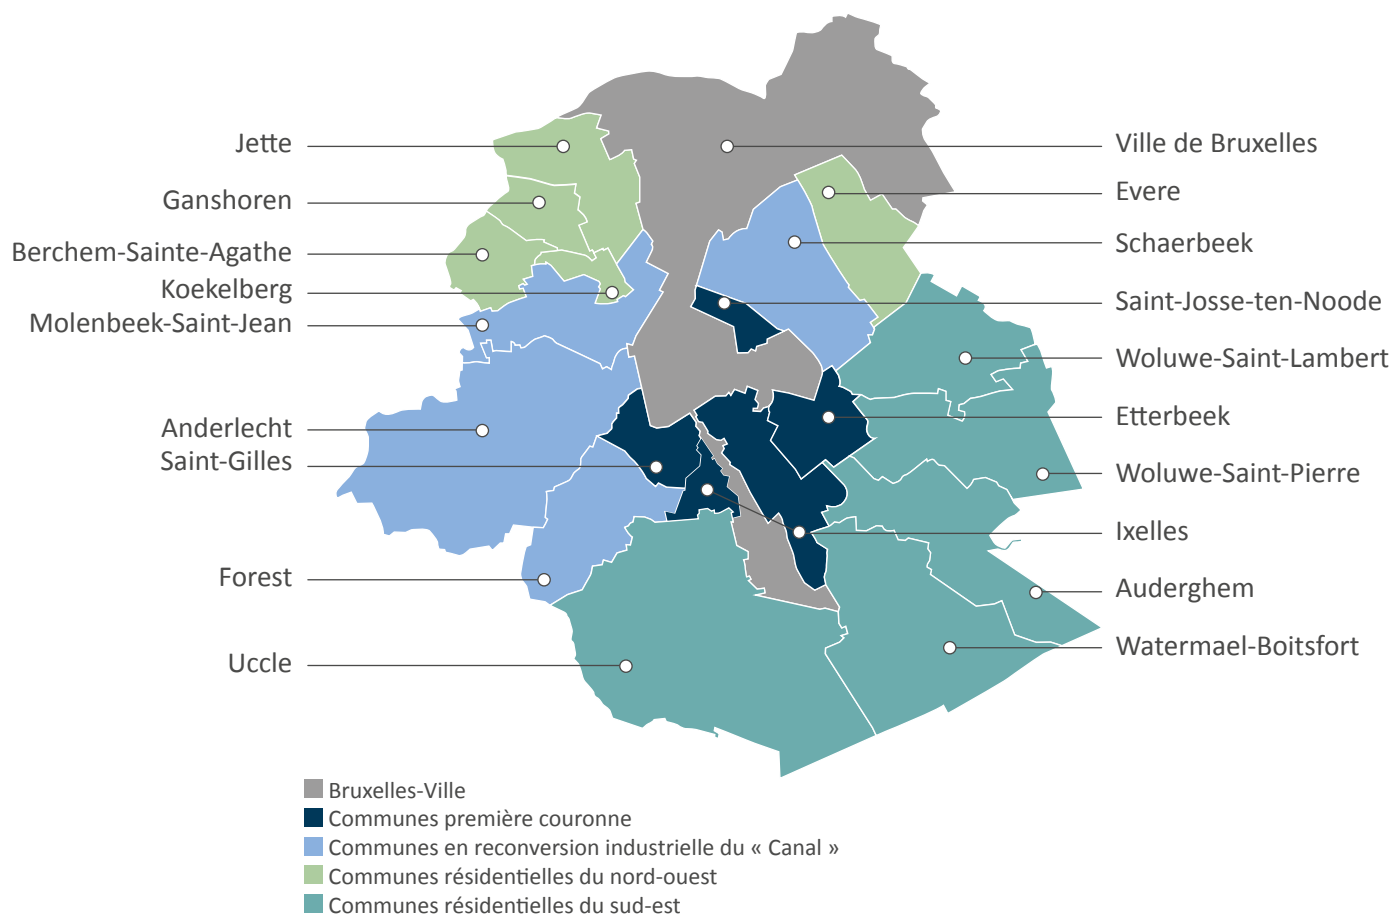 Jette
Ganshoren
Berchem-Sainte-Agathe
Koekelberg
Molenbeek-Saint-Jean
Anderlecht
Saint-Gilles
Forest
Uccle
Ville de Bruxelles
Evere
Schaerbeek
Saint-Josse-ten-Noode
Woluwe-Saint-Lambert
Etterbeek
Woluwe-Saint-Pierre
Ixelles
Auderghem
Watermael-Boitsfort
Bruxelles-Ville
Communes première couronne
Communes en reconversion industrielle du « Canal »
Communes résidentielles du nord-ouest
Communes résidentielles du sud-est